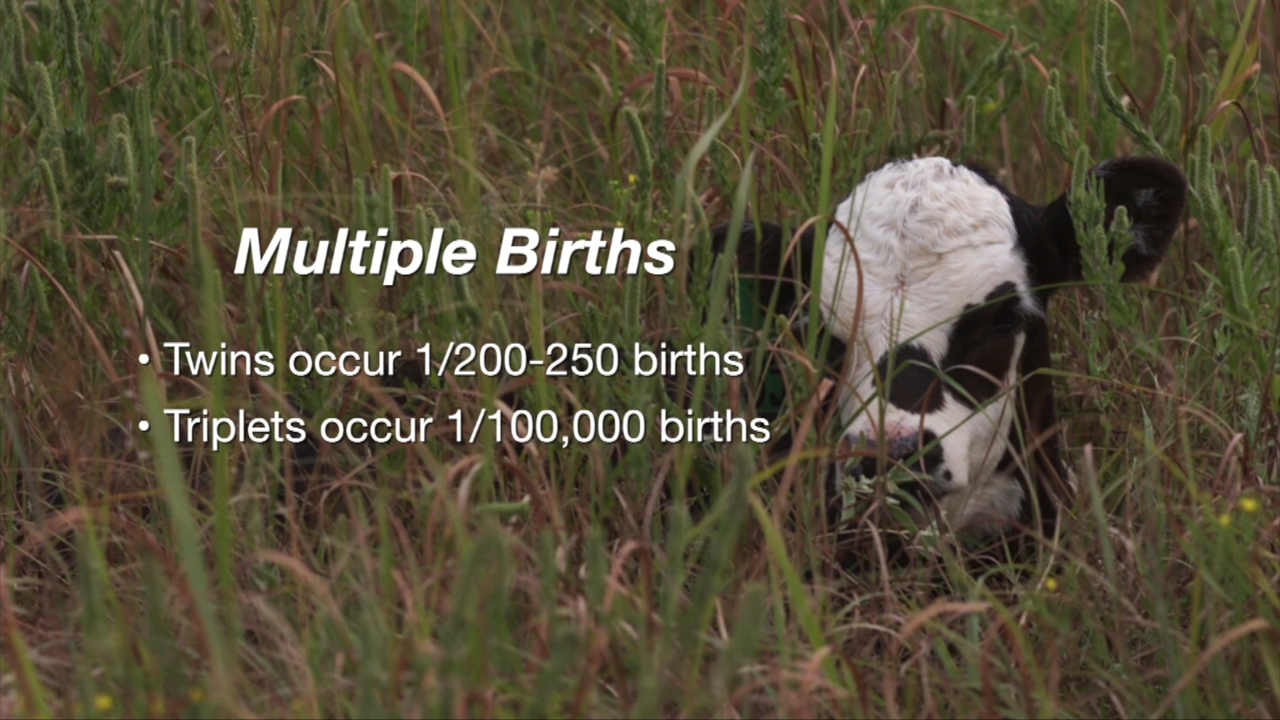 Multiple Births
• Twins occur 1/200-250 births
• Triplets occur 1/100,000 births